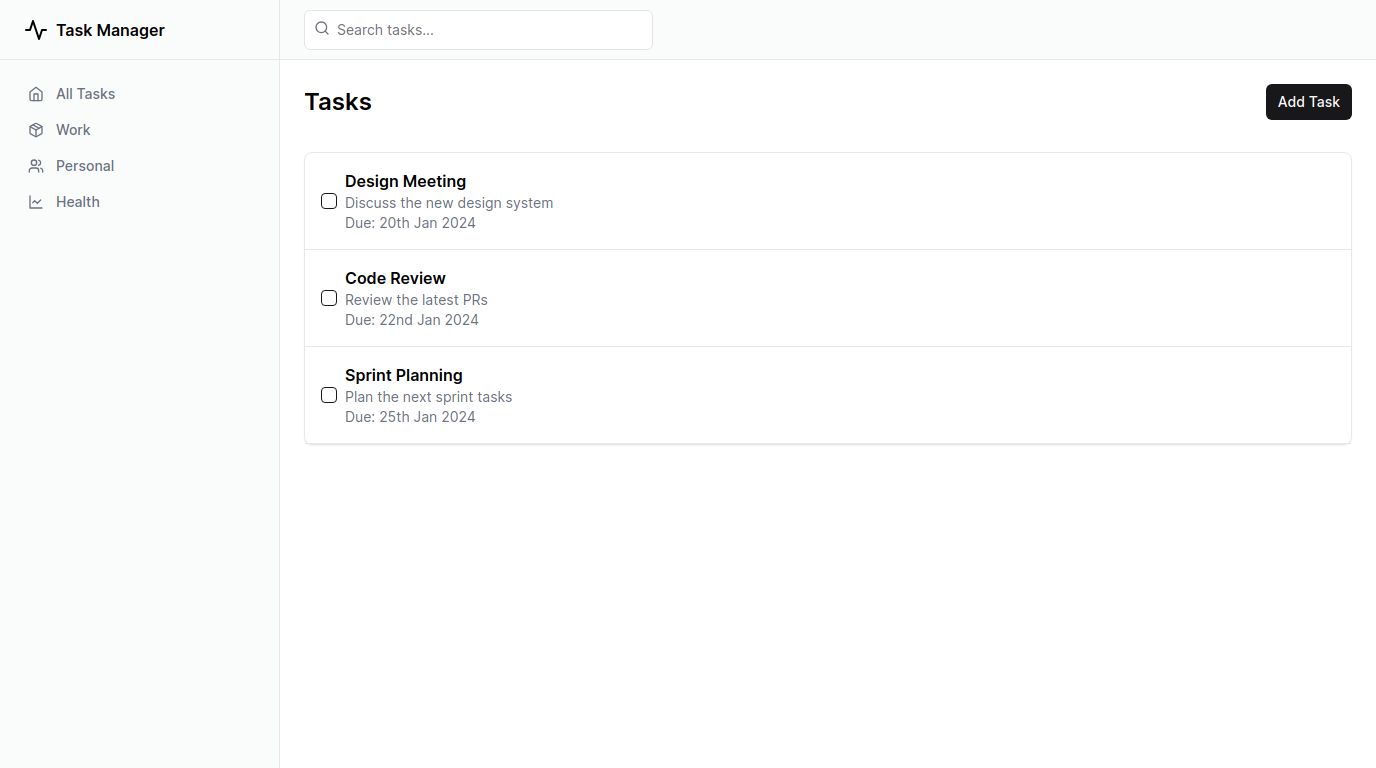 Task Manager
Search tasks...
All Tasks
Work
Personal
Health
Tasks
Add Task
Design Meeting
Discuss the new design system
Due: 20th Jan 2024
Code Review
Review the latest PRs
Due: 22nd Jan 2024
Sprint Planning
Plan the next sprint tasks
Due: 25th Jan 2024